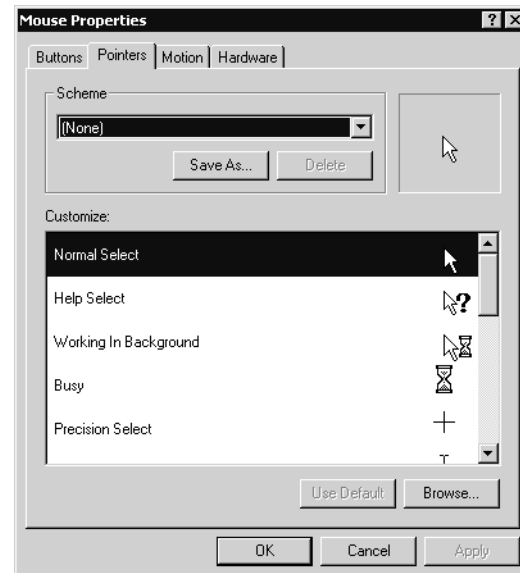 Mouse Properties
Buttons Pointers Motion Hardware
Scheme
(None)
Save As... Delete
Customize:
Normal Select
Help Select
Working In Background
Busy
Precision Select
Use Default Browse...
OK Cancel Apply